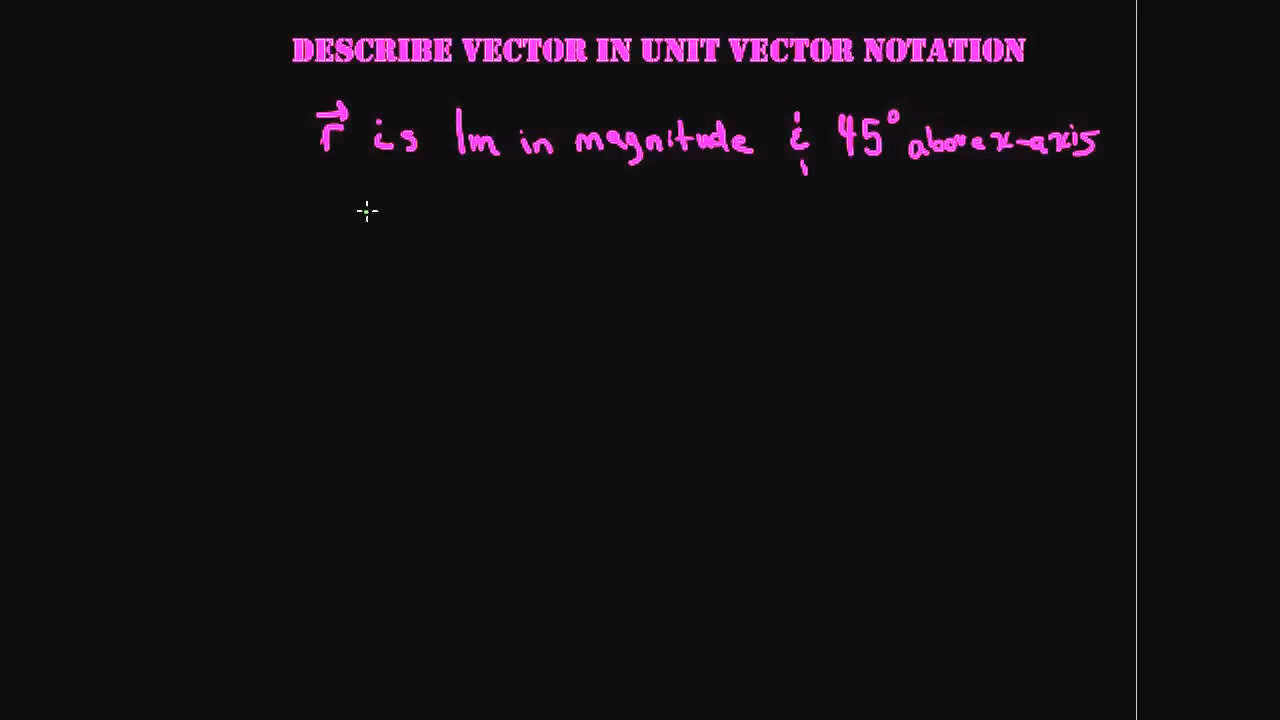 DESCRIBE VECTOR IN UNIT VECTOR NOTATION
r⃗ is 1m in magnitude & 45° above x-axis